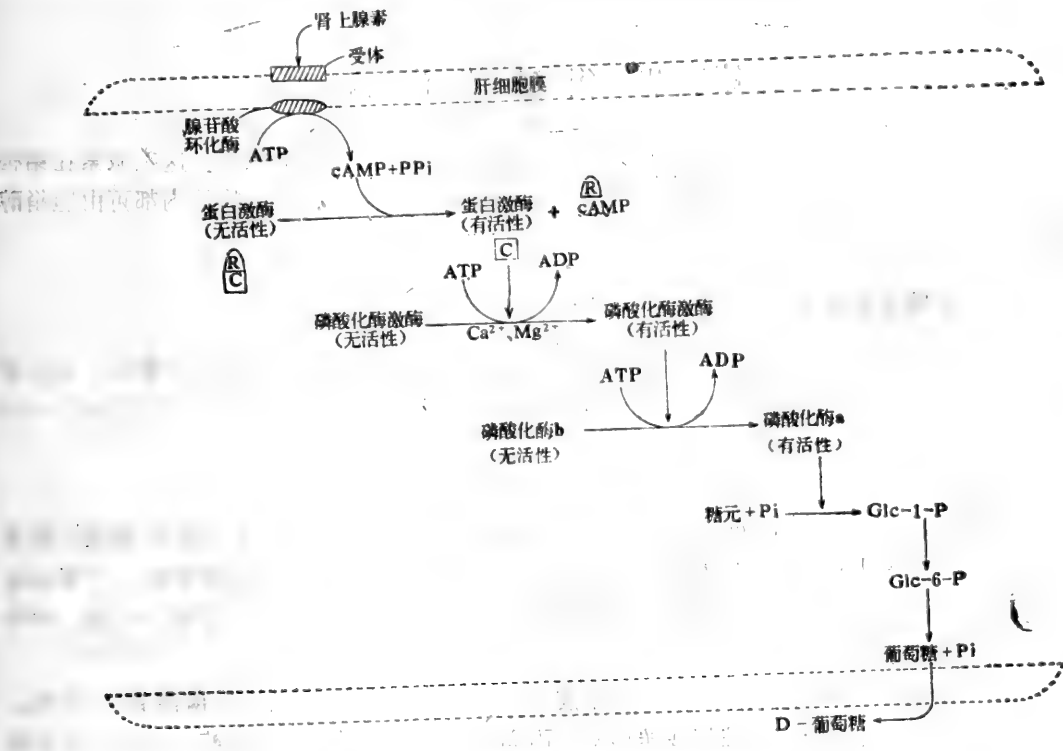 肾上腺素
受体
肝细胞膜
腺苷酸
环化酶
ATP
cAMP+PPi
蛋白激酶
(无活性)
蛋白激酶
(有活性)
+
R
cAMP
R
C
C
ATP
ADP
磷酸化酶激酶
(无活性)
Ca²⁺、Mg²⁺
磷酸化酶激酶
(有活性)
ATP
ADP
磷酸化酶b
(无活性)
磷酸化酶a
(有活性)
糖元+Pi
Glc-1-P
Glc-6-P
葡萄糖+Pi
D-葡萄糖